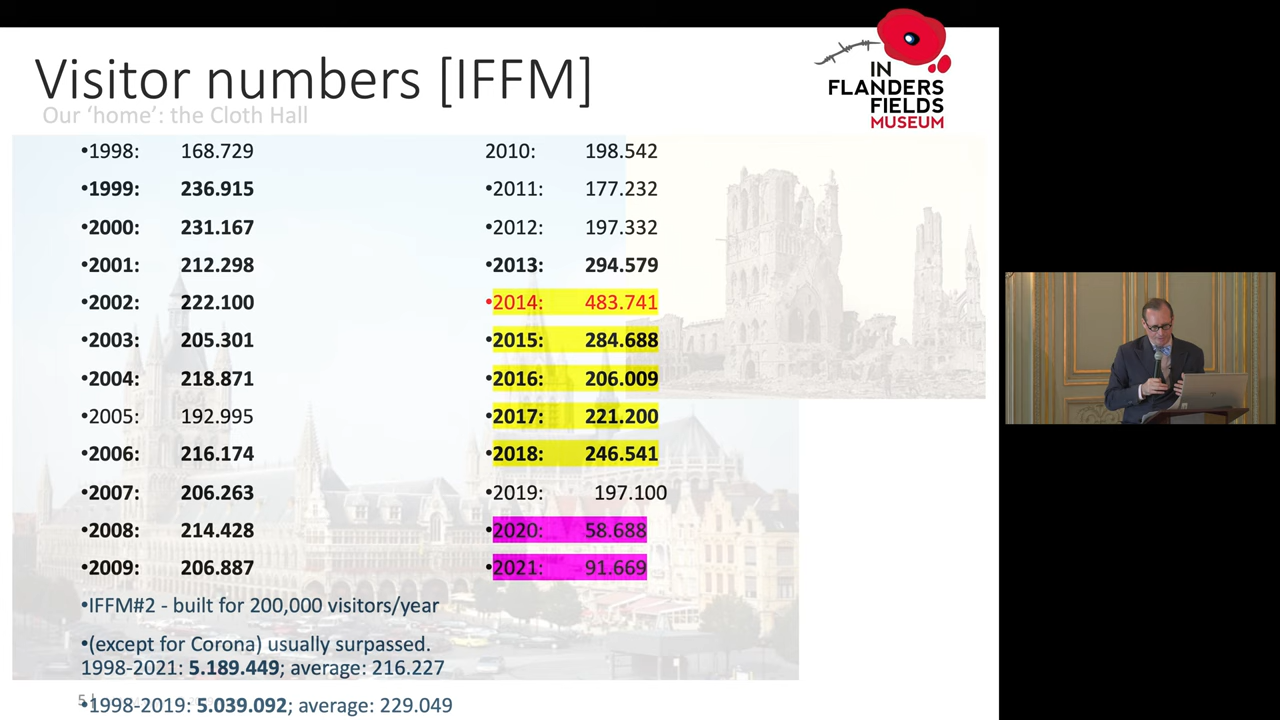 Visitor numbers [IFFM]
Our ‘home’: the Cloth Hall
IN
FLANDERS
FIELDS
MUSEUM
•1998: 168.729
•1999: 236.915
•2000: 231.167
•2001: 212.298
•2002: 222.100
•2003: 205.301
•2004: 218.871
•2005: 192.995
•2006: 216.174
•2007: 206.263
•2008: 214.428
•2009: 206.887
2010: 198.542
•2011: 177.232
•2012: 197.332
•2013: 294.579
•2014: 483.741
•2015: 284.688
•2016: 206.009
•2017: 221.200
•2018: 246.541
•2019: 197.100
•2020: 58.688
•2021: 91.669
•IFFM#2 - built for 200,000 visitors/year
•(except for Corona) usually surpassed.
1998-2021: 5.189.449; average: 216.227
5
•1998-2019: 5.039.092; average: 229.049